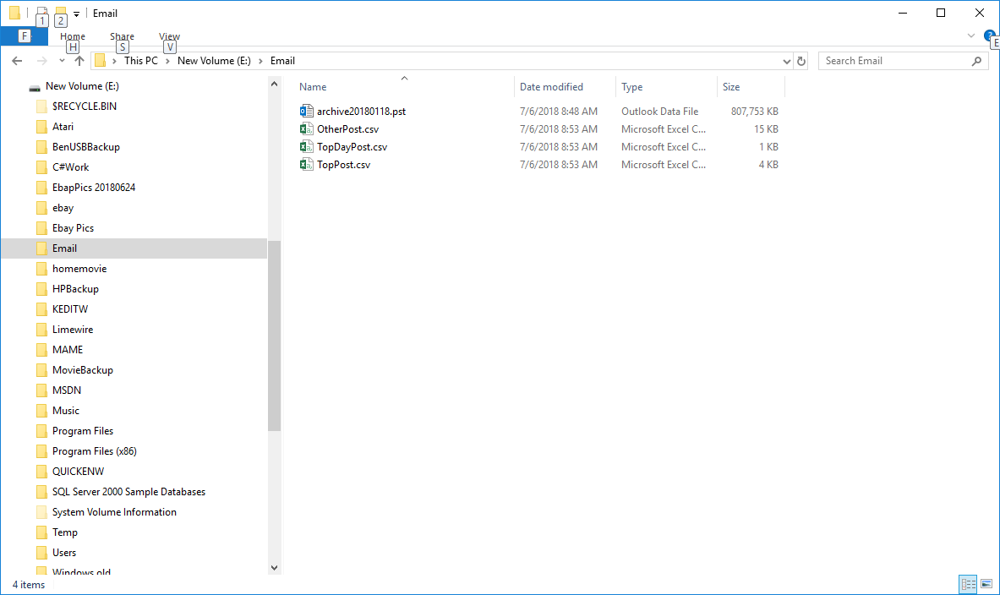 1 2 Email
F Home Share View
H S V E
This PC New Volume (E:) Email Search Email
New Volume (E:)
$RECYCLE.BIN
Atari
BenUSBBackup
C#Work
EbapPics 20180624
ebay
Ebay Pics
Email
homemovie
HPBackup
KEDITW
Limewire
MAME
MovieBackup
MSDN
Music
Program Files
Program Files (x86)
QUICKENW
SQL Server 2000 Sample Databases
System Volume Information
Temp
Users
Windows.old
Name Date modified Type Size
archive20180118.pst 7/6/2018 8:48 AM Outlook Data File 807,753 KB
OtherPost.csv 7/6/2018 8:53 AM Microsoft Excel C... 15 KB
TopDayPost.csv 7/6/2018 8:53 AM Microsoft Excel C... 1 KB
TopPost.csv 7/6/2018 8:53 AM Microsoft Excel C... 4 KB
4 items